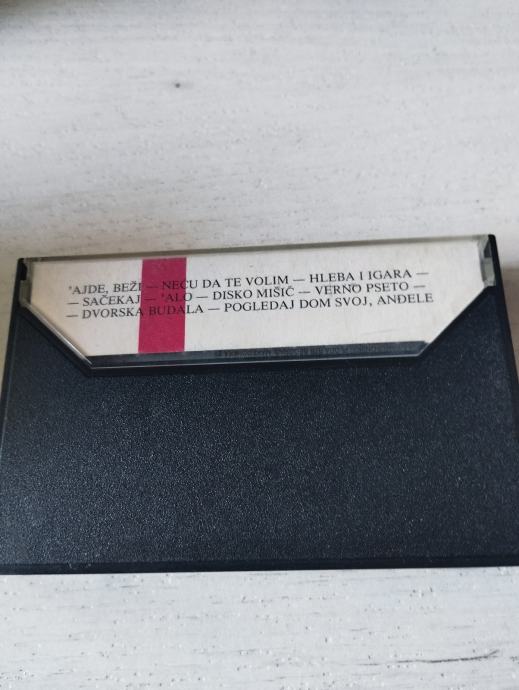 'AJDE, BEŽI — NEĆU DA TE VOLIM — HLEBA I IGARA —
— SAČEKAJ — 'ALO — DISKO MIŠIĆ — VERNO PSETO —
— DVORSKA BUDALA — POGLEDAJ DOM SVOJ, ANĐELE